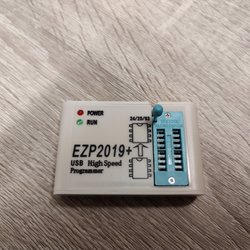 POWER
RUN
24/25/93
EZP2019+
USB High Speed
Programmer